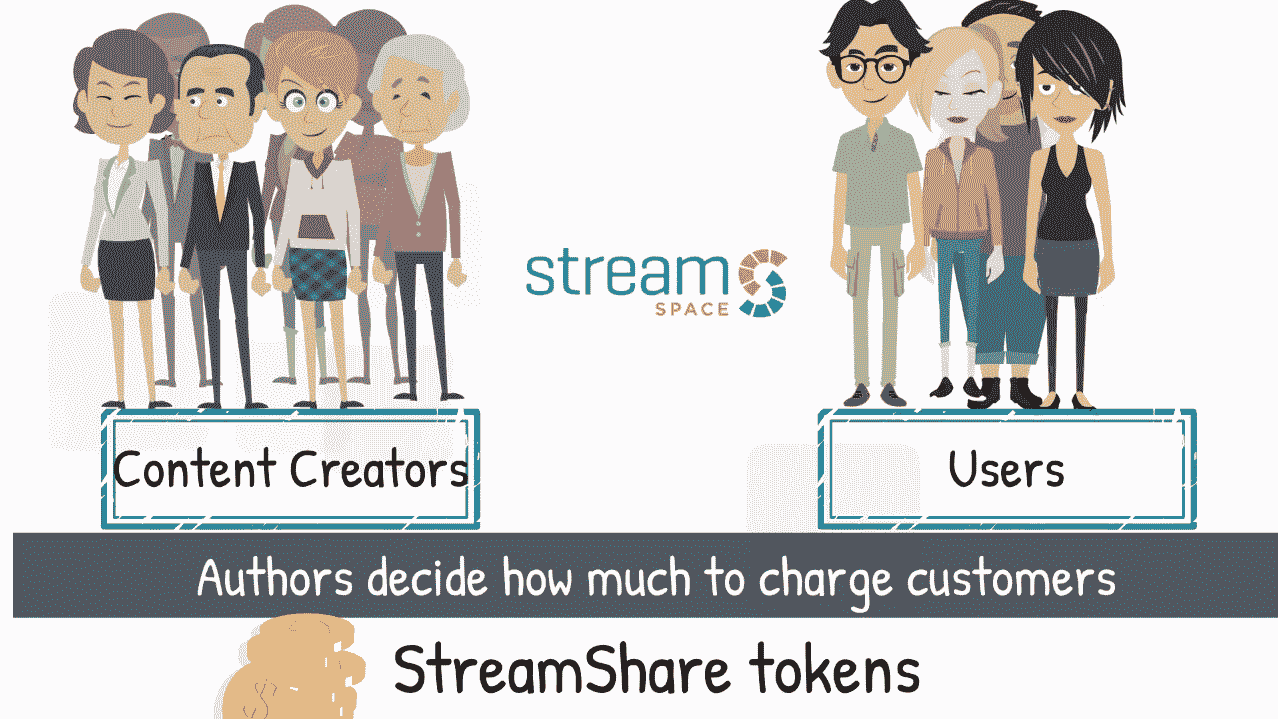 stream
SPACE
Content Creators
Users
Authors decide how much to charge customers
StreamShare tokens